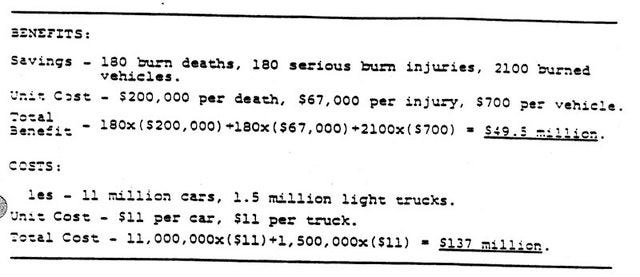 BENEFITS:
Savings - 180 burn deaths, 180 serious burn injuries, 2100 burned
vehicles.
Unit Cost - $200,000 per death, $67,000 per injury, $700 per vehicle.
Total
Benefit - 180x($200,000)+180x($67,000)+2100x($700) = $49.5 million.
COSTS:
les - 11 million cars, 1.5 million light trucks.
Unit Cost - $11 per car, $11 per truck.
Total Cost - 11,000,000x($11)+1,500,000x($11) = $137 million.